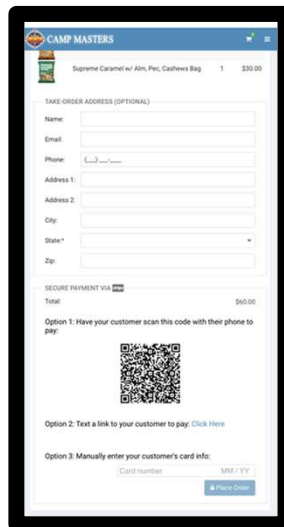 CAMP MASTERS
Supreme Caramel w/ Alm, Pec, Cashews Bag 1 $30.00
TAKE-ORDER ADDRESS (OPTIONAL)
Name:
Email:
Phone: (__) __-___
Address 1:
Address 2:
City:
State:*
Zip:
SECURE PAYMENT VIA stripe
Total: $60.00
Option 1: Have your customer scan this code with their phone to
pay:
Option 2: Text a link to your customer to pay: Click Here
Option 3: Manually enter your customer's card info:
Card number MM / YY
Place Order